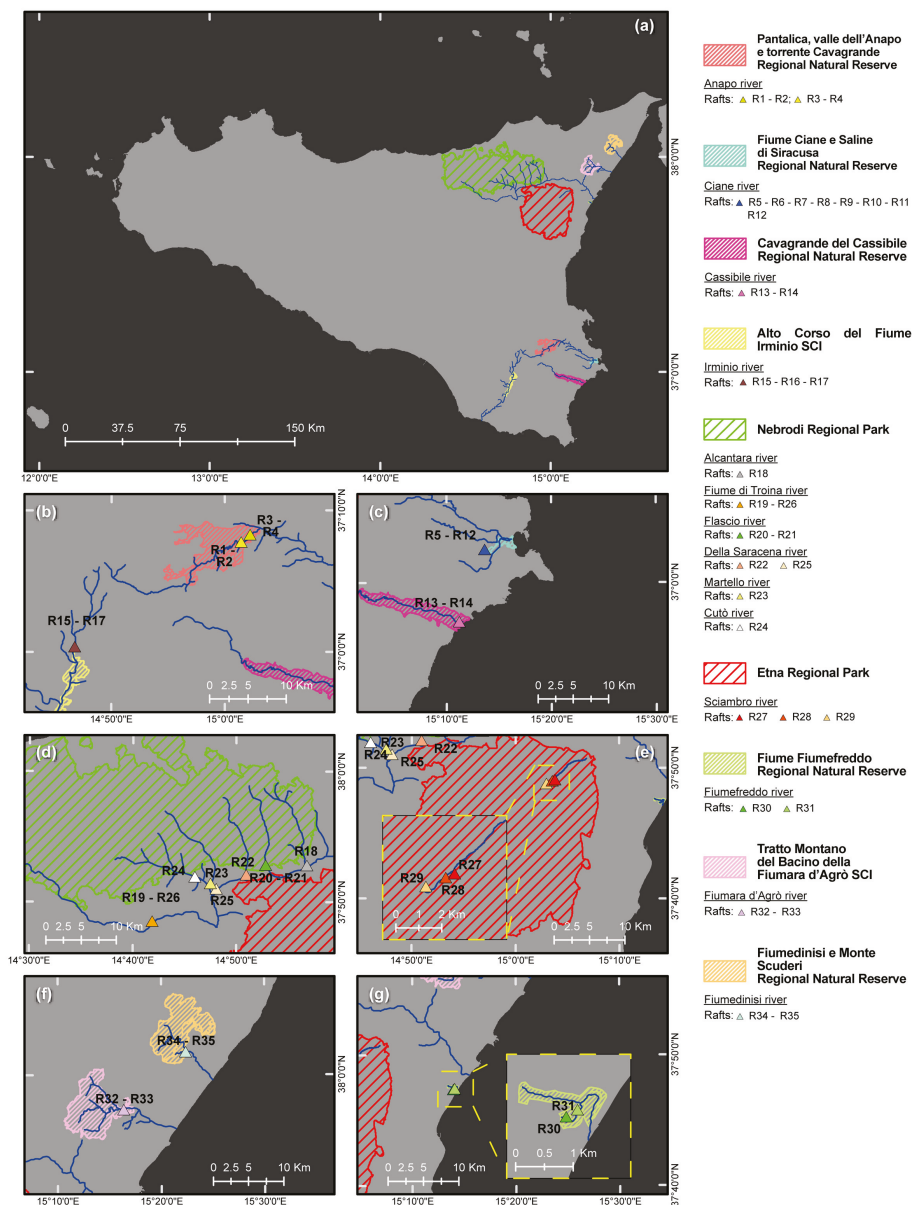 (a)
38°0'0"N
37°0'0"N
0 37.5 75 150 Km
12°0'0"E 13°0'0"E 14°0'0"E 15°0'0"E
(b)
R3 -
R4
R1 -
R2
R15 - R17
37°10'0"N
37°0'0"N
0 2.5 5 10 Km
14°50'0"E 15°0'0"E
(c)
R5 - R12
R13 - R14
37°0'0"N
0 2.5 5 10 Km
15°10'0"E 15°20'0"E 15°30'0"E
(d)
R18
R22
R24 R23
R20 - R21
R19 - R26
R25
38°0'0"N
37°50'0"N
0 2.5 5 10 Km
14°30'0"E 14°40'0"E 14°50'0"E
(e)
R23
R24
R22
R25
R27
R29
R28
0 1 2 Km
37°50'0"N
37°40'0"N
0 2.5 5 10 Km
14°50'0"E 15°0'0"E 15°10'0"E
(f)
R34 - R35
R32 - R33
38°0'0"N
0 2.5 5 10 Km
15°10'0"E 15°20'0"E 15°30'0"E
(g)
R31
R30
0 0.5 1 Km
37°50'0"N
37°40'0"N
0 2.5 5 10 Km
15°10'0"E 15°20'0"E 15°30'0"E
Pantalica, valle dell'Anapo
e torrente Cavagrande
Regional Natural Reserve
Anapo river
Rafts: R1 - R2; R3 - R4
Fiume Ciane e Saline
di Siracusa
Regional Natural Reserve
Ciane river
Rafts: R5 - R6 - R7 - R8 - R9 - R10 - R11
R12
Cavagrande del Cassibile
Regional Natural Reserve
Cassibile river
Rafts: R13 - R14
Alto Corso del Fiume
Irminio SCI
Irminio river
Rafts: R15 - R16 - R17
Nebrodi Regional Park
Alcantara river
Rafts: R18
Fiume di Troina river
Rafts: R19 - R26
Flascio river
Rafts: R20 - R21
Della Saracena river
Rafts: R22 R25
Martello river
Rafts: R23
Cutò river
Rafts: R24
Etna Regional Park
Sciambro river
Rafts: R27 R28 R29
Fiume Fiumefreddo
Regional Natural Reserve
Fiumefreddo river
Rafts: R30 R31
Tratto Montano
del Bacino della
Fiumara d'Agrò SCI
Fiumara d'Agrò river
Rafts: R32 - R33
Fiumedinisi e Monte
Scuderi
Regional Natural Reserve
Fiumedinisi river
Rafts: R34 - R35